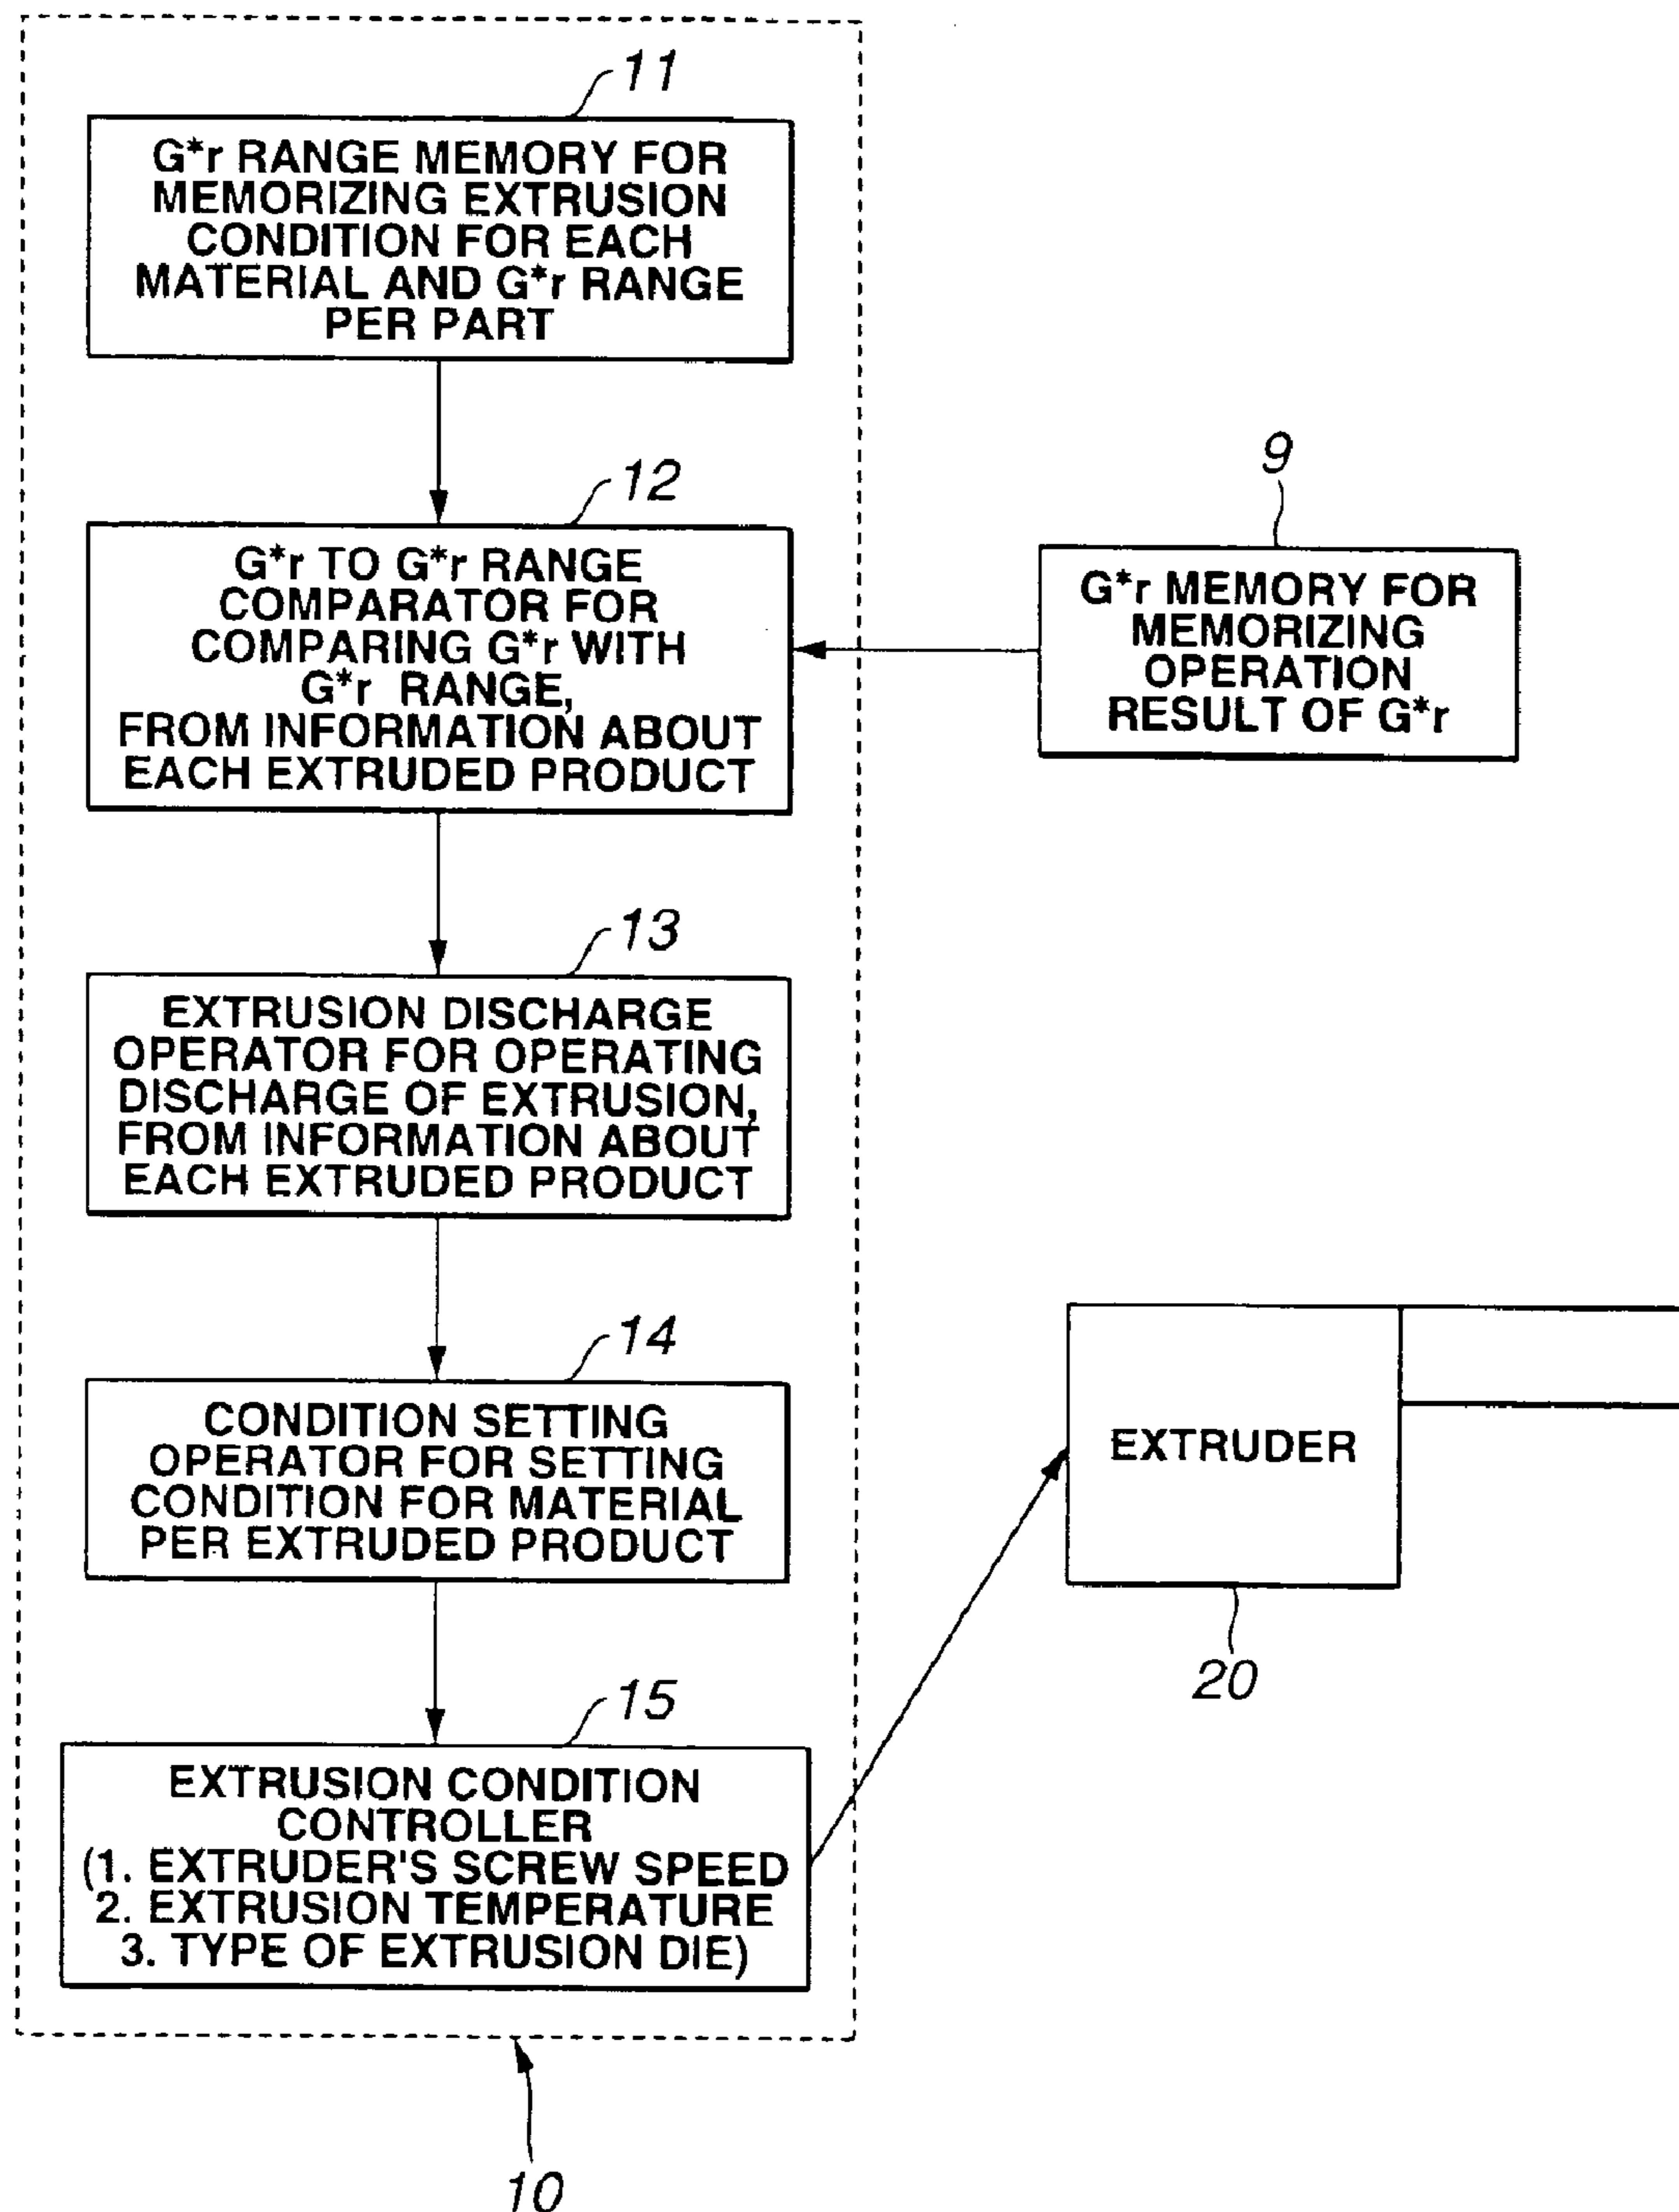 11
G*r RANGE MEMORY FOR
MEMORIZING EXTRUSION
CONDITION FOR EACH
MATERIAL AND G*r RANGE
PER PART
12
G*r TO G*r RANGE
COMPARATOR FOR
COMPARING G*r WITH
G*r RANGE,
FROM INFORMATION ABOUT
EACH EXTRUDED PRODUCT
9
G*r MEMORY FOR
MEMORIZING
OPERATION
RESULT OF G*r
13
EXTRUSION DISCHARGE
OPERATOR FOR OPERATING
DISCHARGE OF EXTRUSION,
FROM INFORMATION ABOUT
EACH EXTRUDED PRODUCT
14
CONDITION SETTING
OPERATOR FOR SETTING
CONDITION FOR MATERIAL
PER EXTRUDED PRODUCT
EXTRUDER
20
15
EXTRUSION CONDITION
CONTROLLER
(1. EXTRUDER'S SCREW SPEED
2. EXTRUSION TEMPERATURE
3. TYPE OF EXTRUSION DIE)
10